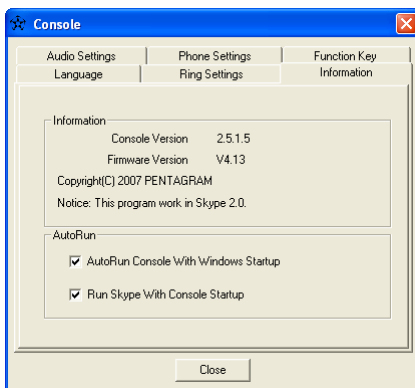 Console
Audio Settings Phone Settings Function Key
Language Ring Settings Information
Information
Console Version 2.5.1.5
Firmware Version V4.13
Copyright(C) 2007 PENTAGRAM
Notice: This program work in Skype 2.0.
AutoRun
AutoRun Console With Windows Startup
Run Skype With Console Startup
Close